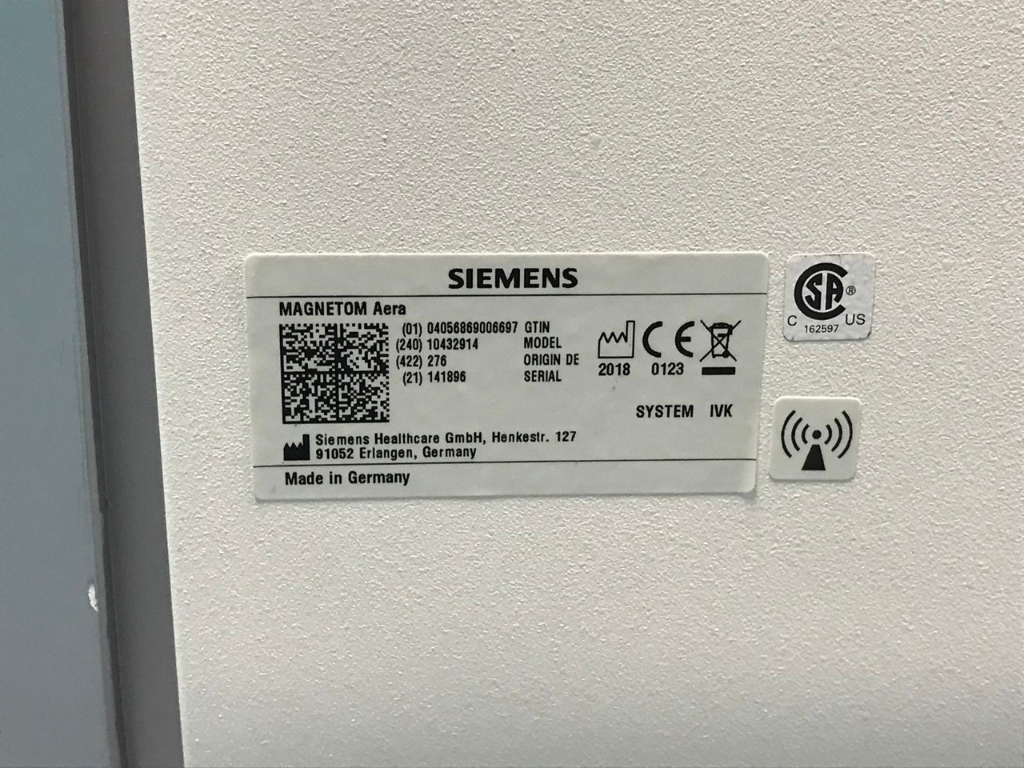 SIEMENS
MAGNETOM Aera
(01) 04056869006697 GTIN
(240) 10432914 MODEL
(422) 276 ORIGIN DE
(21) 141896 SERIAL
2018 CE 0123
SYSTEM IVK
Siemens Healthcare GmbH, Henkestr. 127
91052 Erlangen, Germany
Made in Germany
CSA®
C US
162597